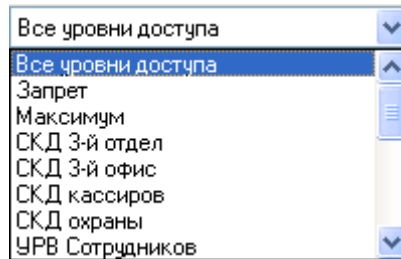 Все уровни доступа
Все уровни доступа
Запрет
Максимум
СКД 3-й отдел
СКД 3-й офис
СКД кассиров
СКД охраны
УРВ Сотрудников